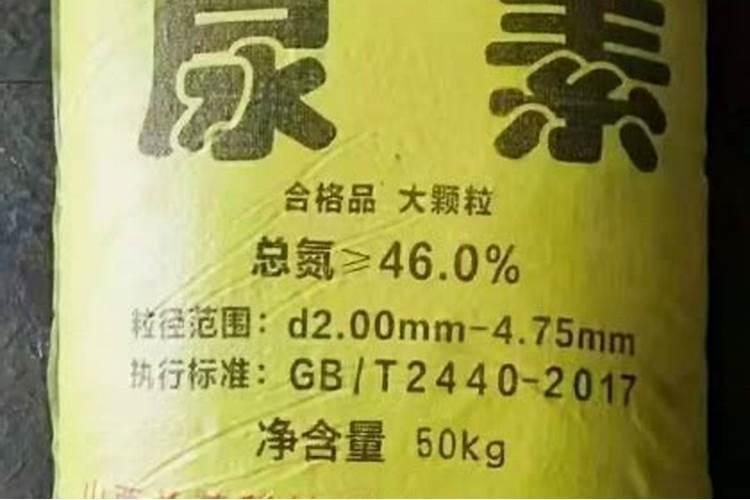 尿素
合格品 大颗粒
总氮≥46.0%
粒径范围：d2.00mm-4.75mm
执行标准：GB/T2440-2017
净含量 50kg